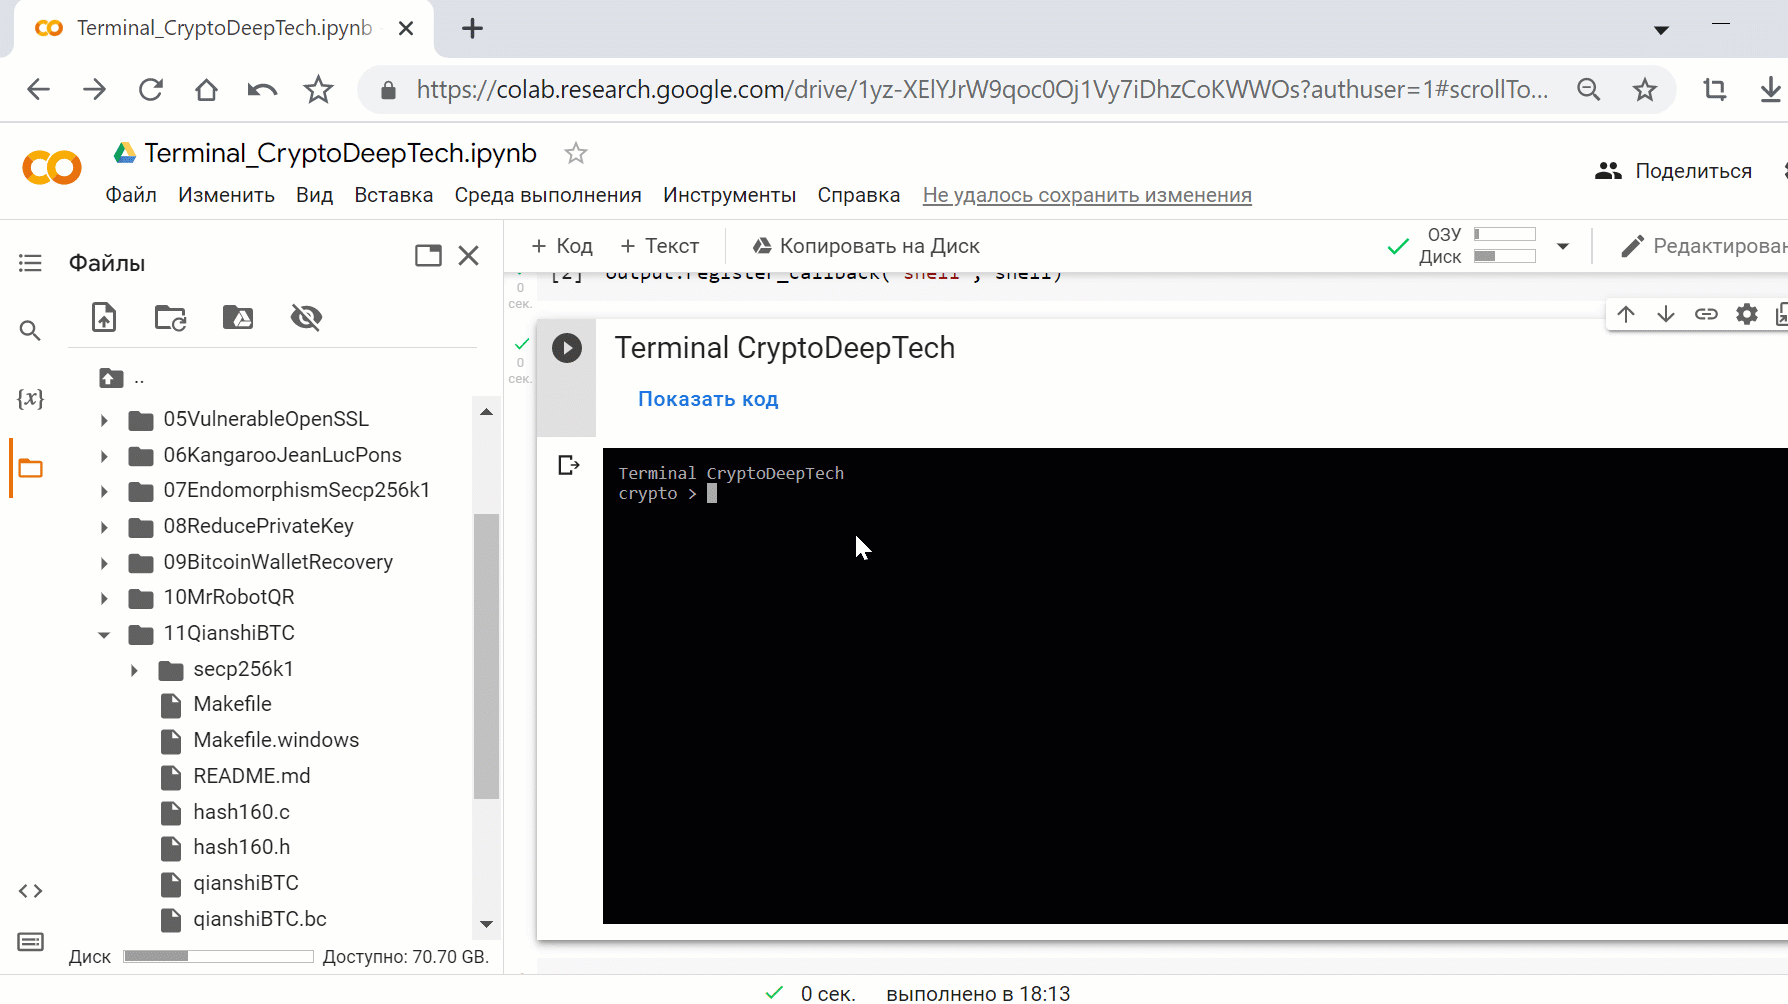 Terminal_CryptoDeepTech.ipynb
https://colab.research.google.com/drive/1yz-XElYJrW9qoc0Oj1Vy7iDhzCoKWWOs?authuser=1#scrollTo...
Terminal_CryptoDeepTech.ipynb
Поделиться
Файл Изменить Вид Вставка Среда выполнения Инструменты Справка Не удалось сохранить изменения
Файлы
+ Код + Текст Копировать на Диск
ОЗУ
Диск
Редактирован
[2] output.register_callback('shell', shell)
0
сек.
Terminal CryptoDeepTech
0
сек.
Показать код
Terminal CryptoDeepTech
crypto >
{x}
..
05VulnerableOpenSSL
06KangarooJeanLucPons
07EndomorphismSecp256k1
08ReducePrivateKey
09BitcoinWalletRecovery
10MrRobotQR
11QianshiBTC
secp256k1
Makefile
Makefile.windows
README.md
hash160.c
hash160.h
qianshiBTC
qianshiBTC.bc
Диск Доступно: 70.70 GB.
0 сек. выполнено в 18:13